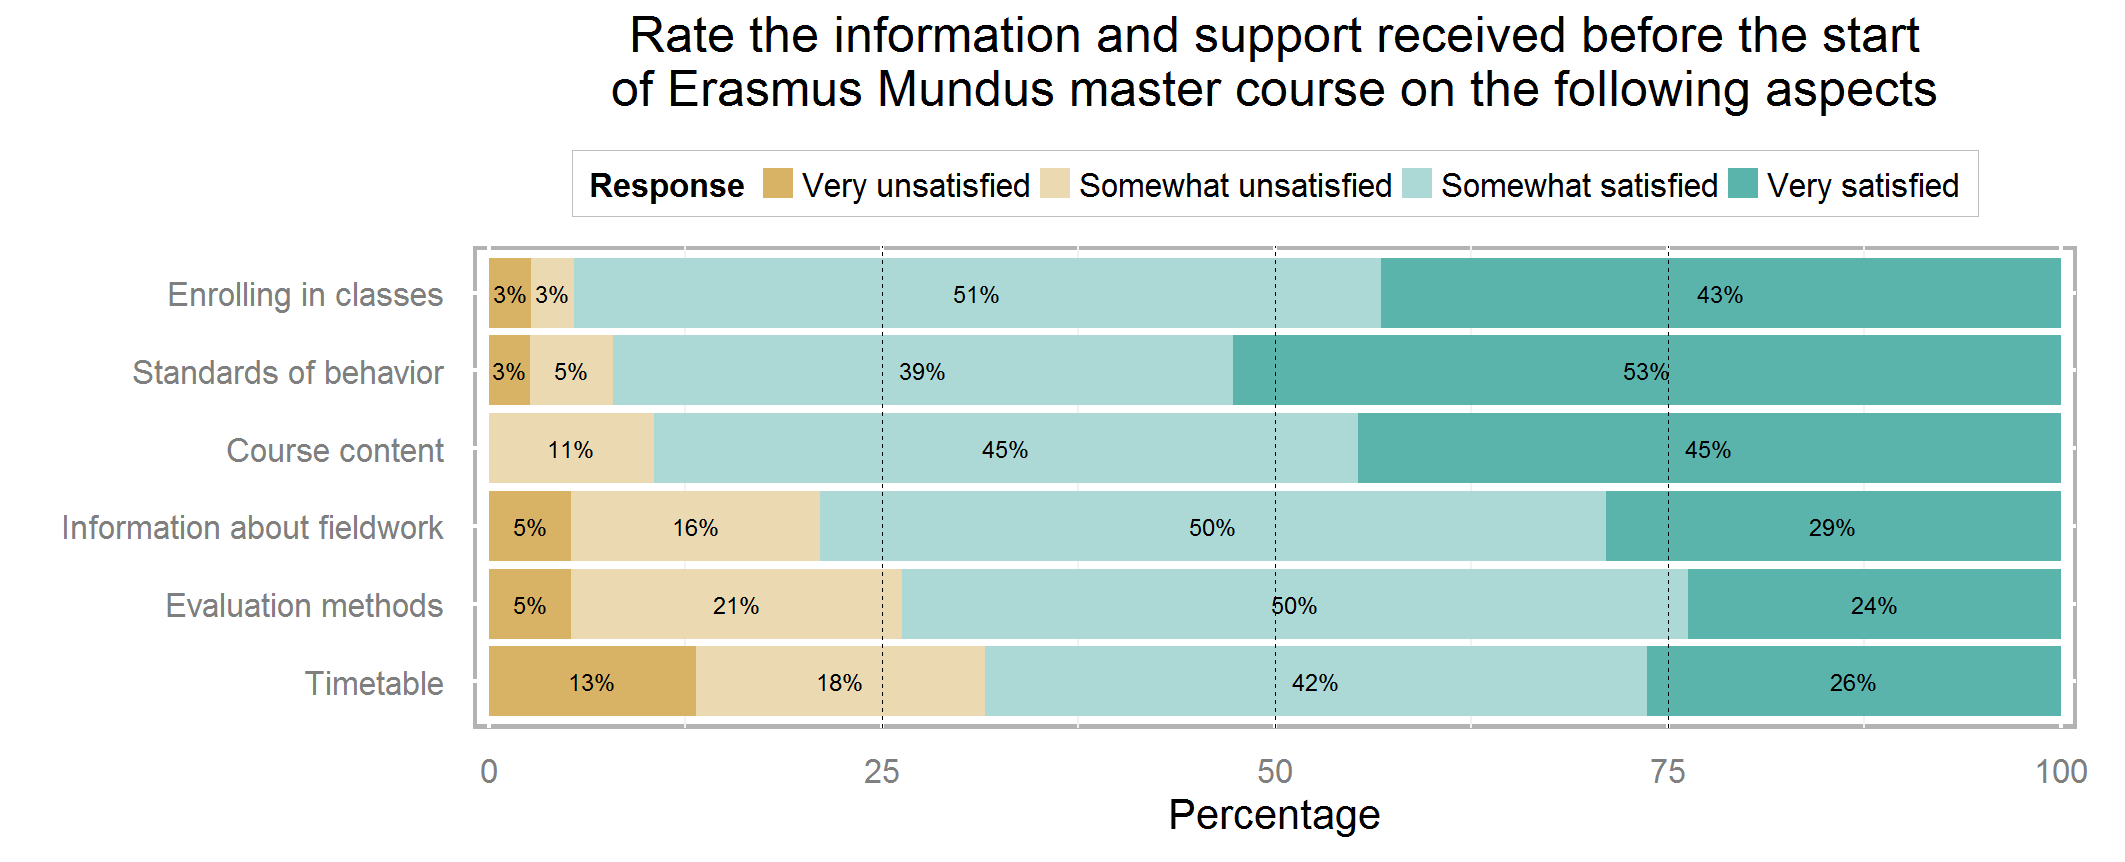 Rate the information and support received before the start
of Erasmus Mundus master course on the following aspects
Response Very unsatisfied Somewhat unsatisfied Somewhat satisfied Very satisfied
Enrolling in classes 3% 3% 51% 43%
Standards of behavior 3% 5% 39% 53%
Course content 11% 45% 45%
Information about fieldwork 5% 16% 50% 29%
Evaluation methods 5% 21% 50% 24%
Timetable 13% 18% 42% 26%
0 25 50 75 100
Percentage